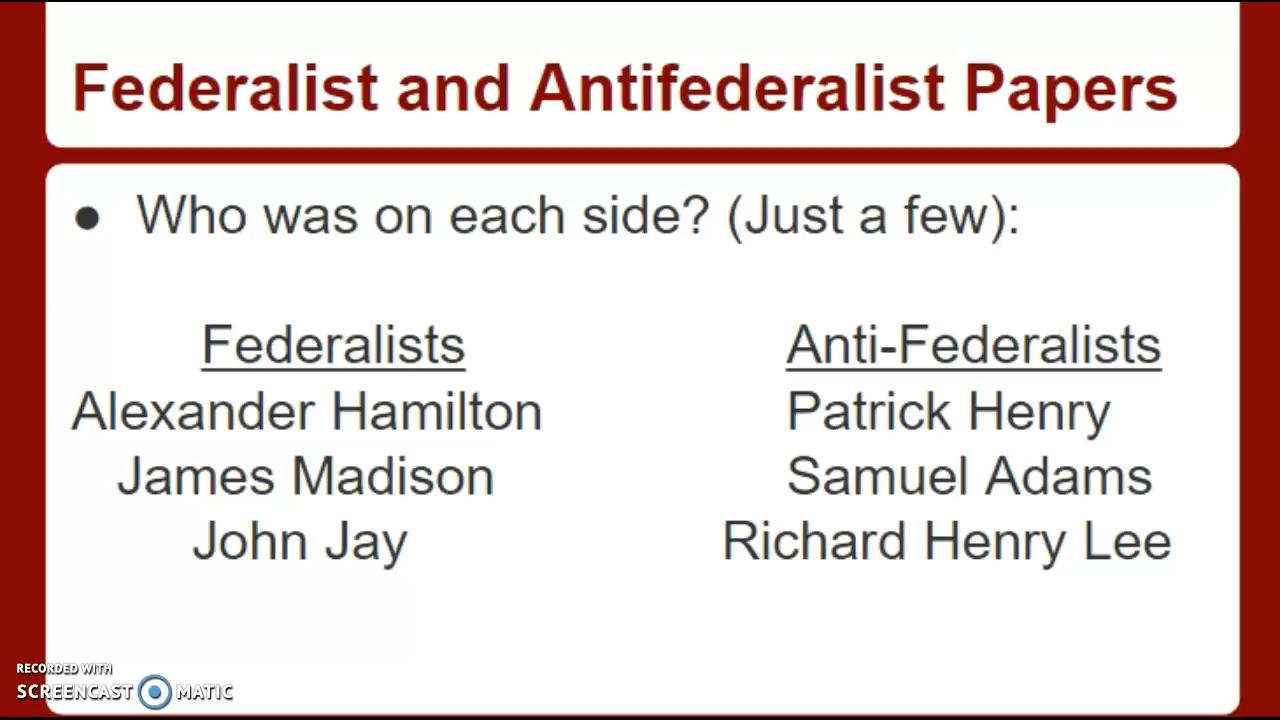 Federalist and Antifederalist Papers
● Who was on each side? (Just a few):
Federalists Anti-Federalists
Alexander Hamilton Patrick Henry
James Madison Samuel Adams
John Jay Richard Henry Lee
RECORDED WITH
SCREENCAST MATIC